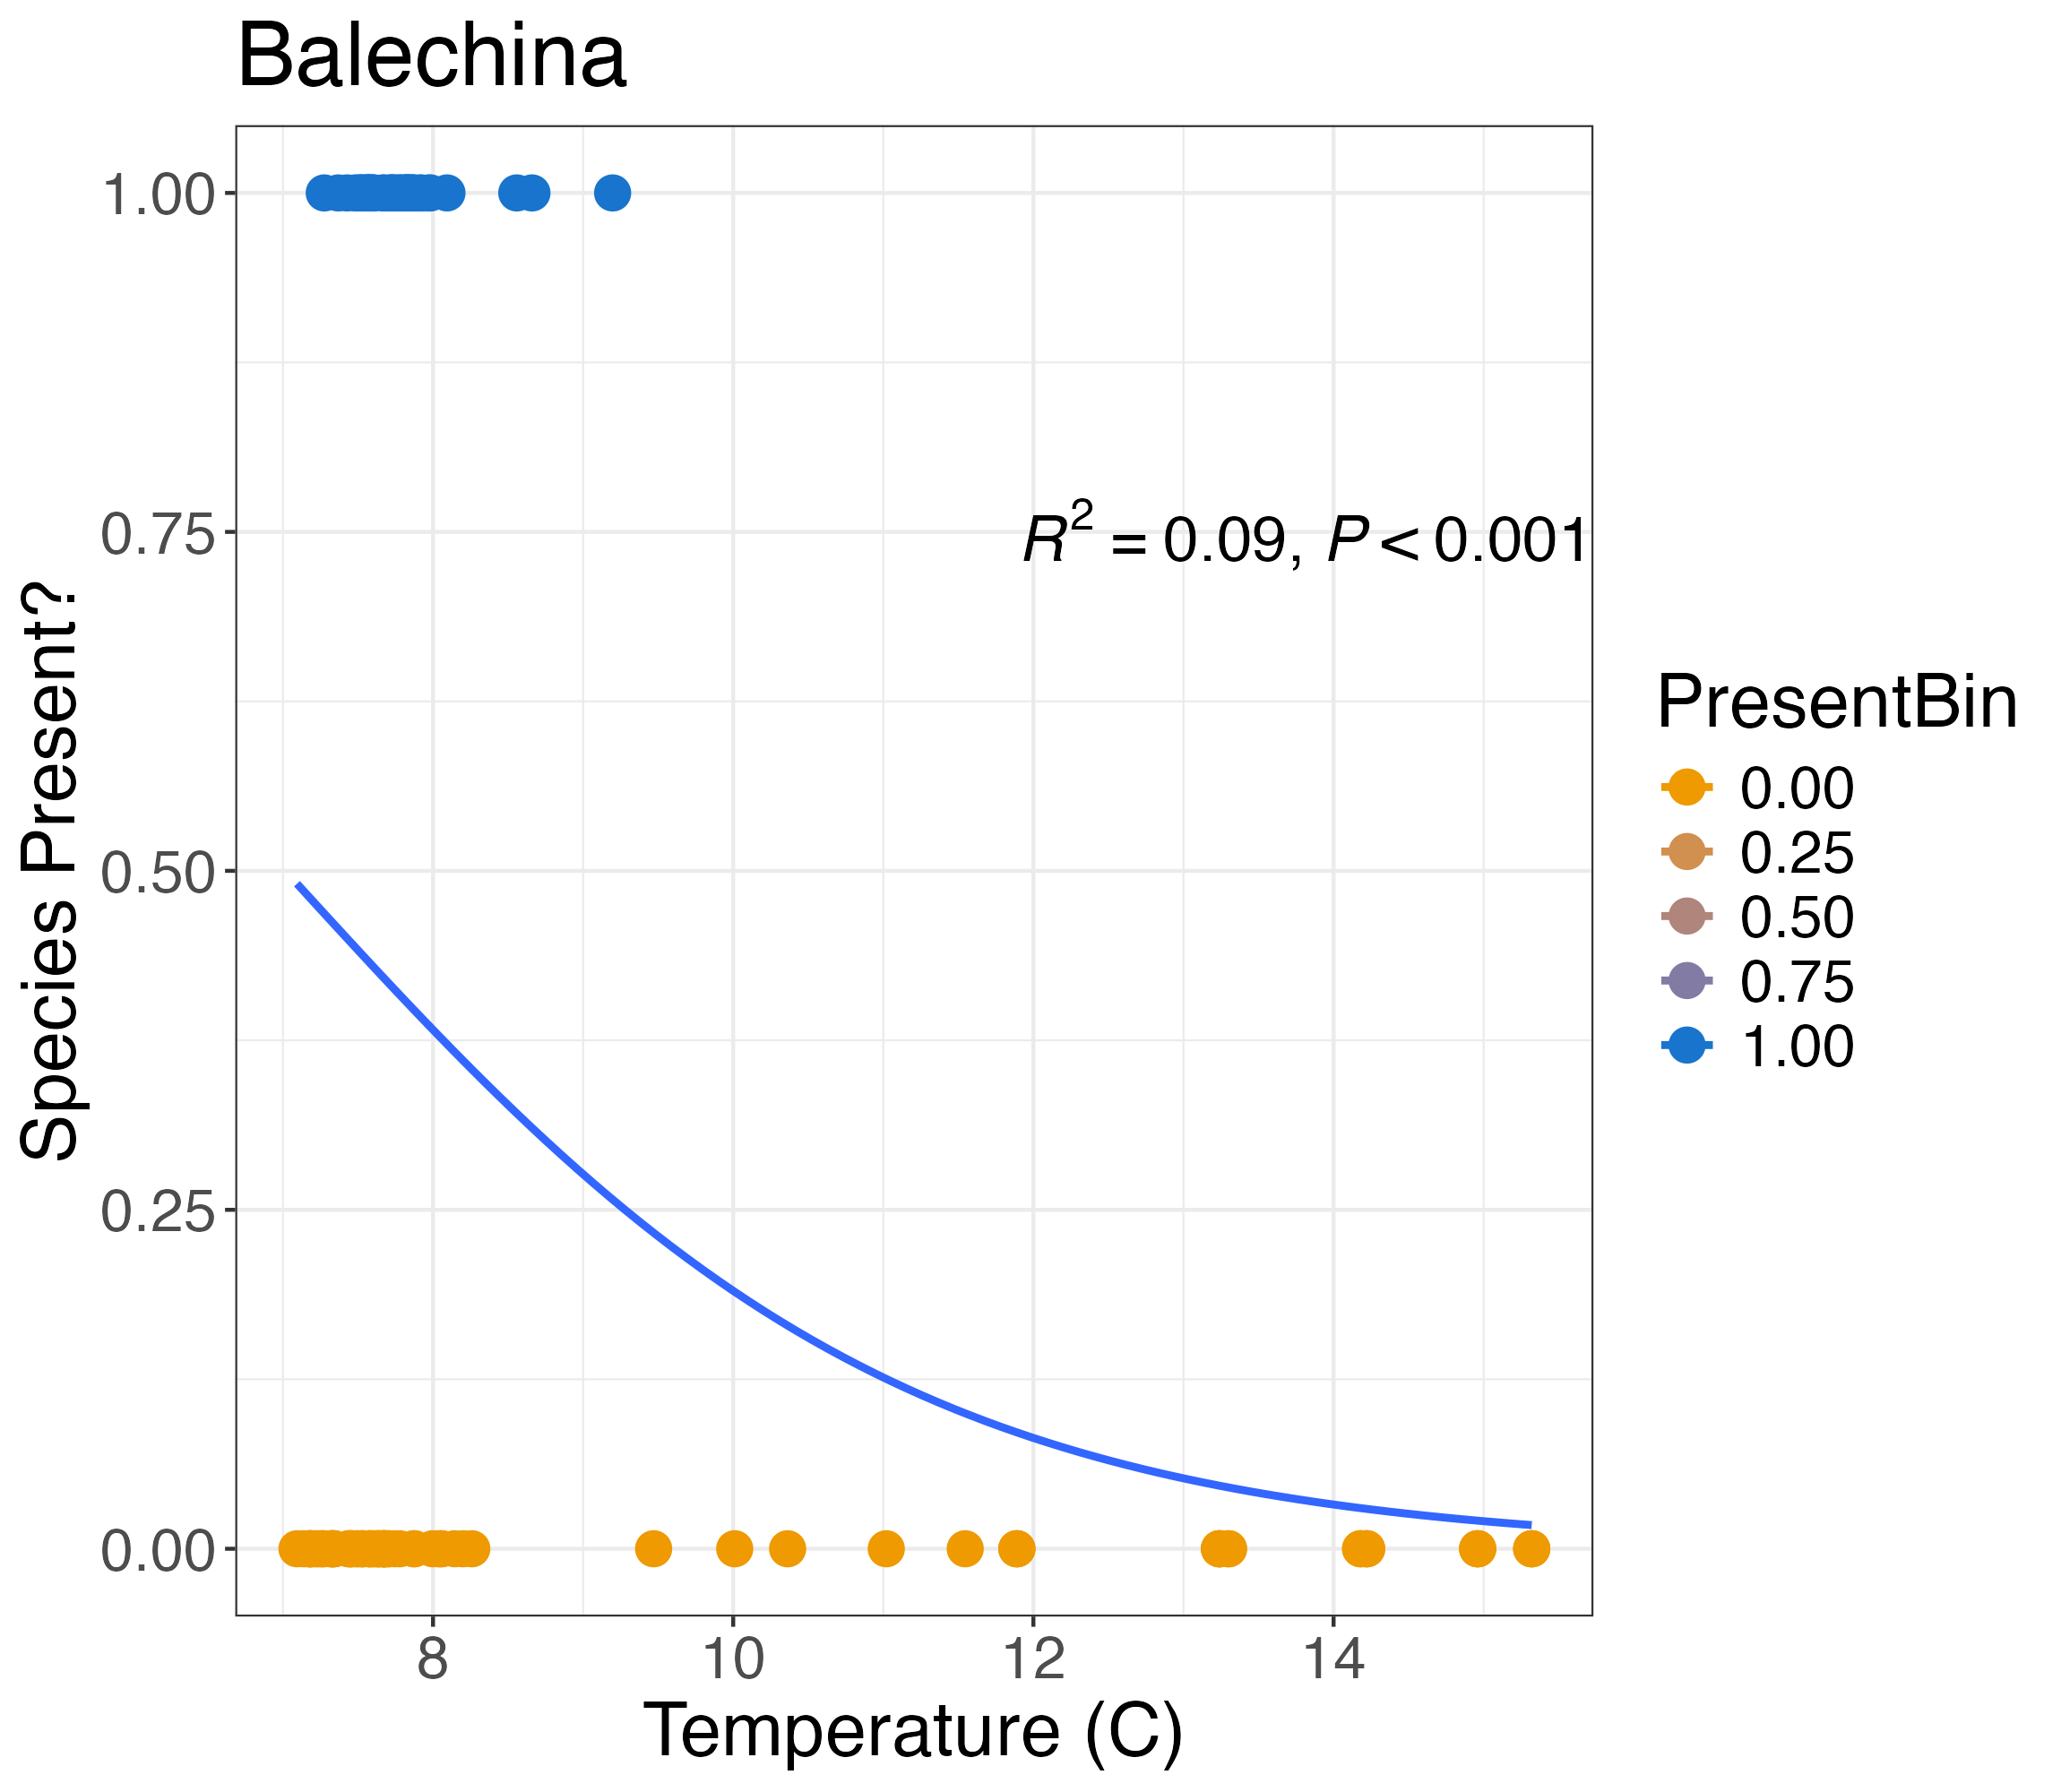 Balechina
1.00
0.75
0.50
0.25
0.00
Species Present?
R² = 0.09, P < 0.001
8 10 12 14
Temperature (C)
PresentBin
0.00
0.25
0.50
0.75
1.00